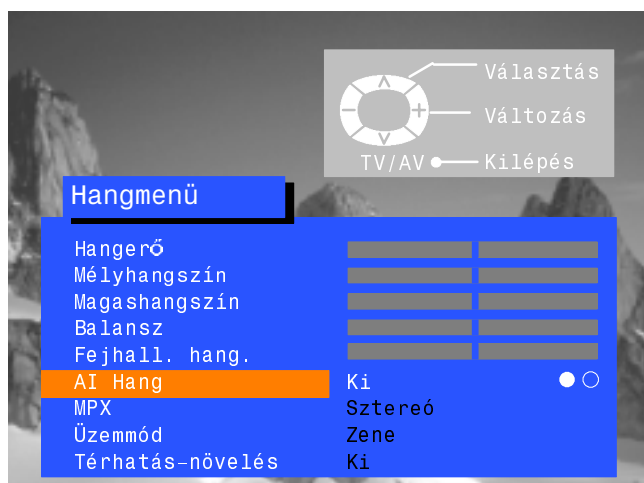 Választás
Változás
TV/AV Kilépés
Hangmenü
Hangerő
Mélyhangszín
Magashangszín
Balansz
Fejhall. hang.
AI Hang Ki
MPX Sztereó
Üzemmód Zene
Térhatás–növelés Ki